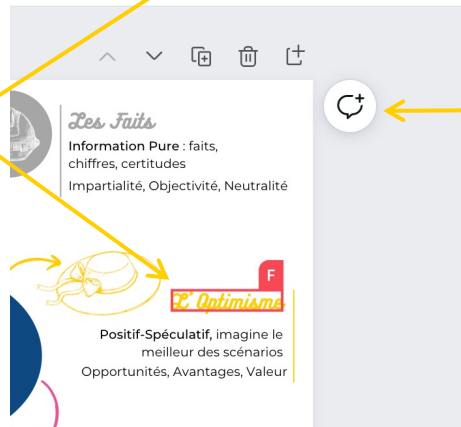 Les Faits
Information Pure : faits,
chiffres, certitudes
Impartialité, Objectivité, Neutralité
F
L' Optimisme
Positif-Spéculatif, imagine le
meilleur des scénarios
Opportunités, Avantages, Valeur